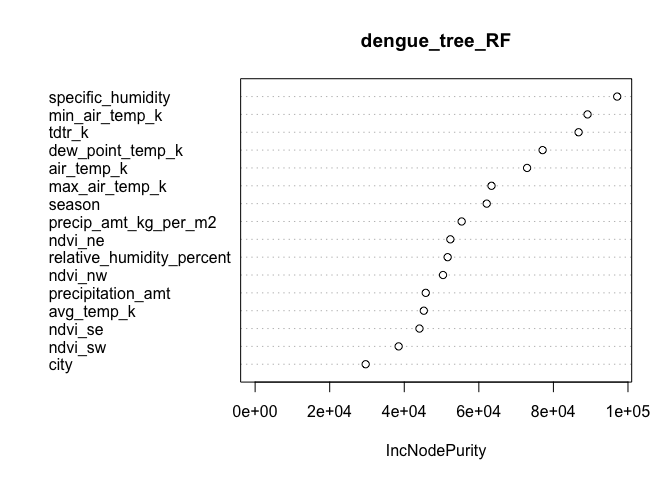 dengue_tree_RF
specific_humidity
min_air_temp_k
tdtr_k
dew_point_temp_k
air_temp_k
max_air_temp_k
season
precip_amt_kg_per_m2
ndvi_ne
relative_humidity_percent
ndvi_nw
precipitation_amt
avg_temp_k
ndvi_se
ndvi_sw
city
0e+00 2e+04 4e+04 6e+04 8e+04 1e+05
IncNodePurity